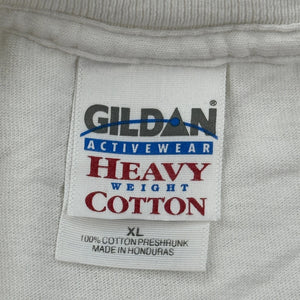 GILDAN®
ACTIVEWEAR
HEAVY
WEIGHT
COTTON
XL
100% COTTON PRESHRUNK
MADE IN HONDURAS